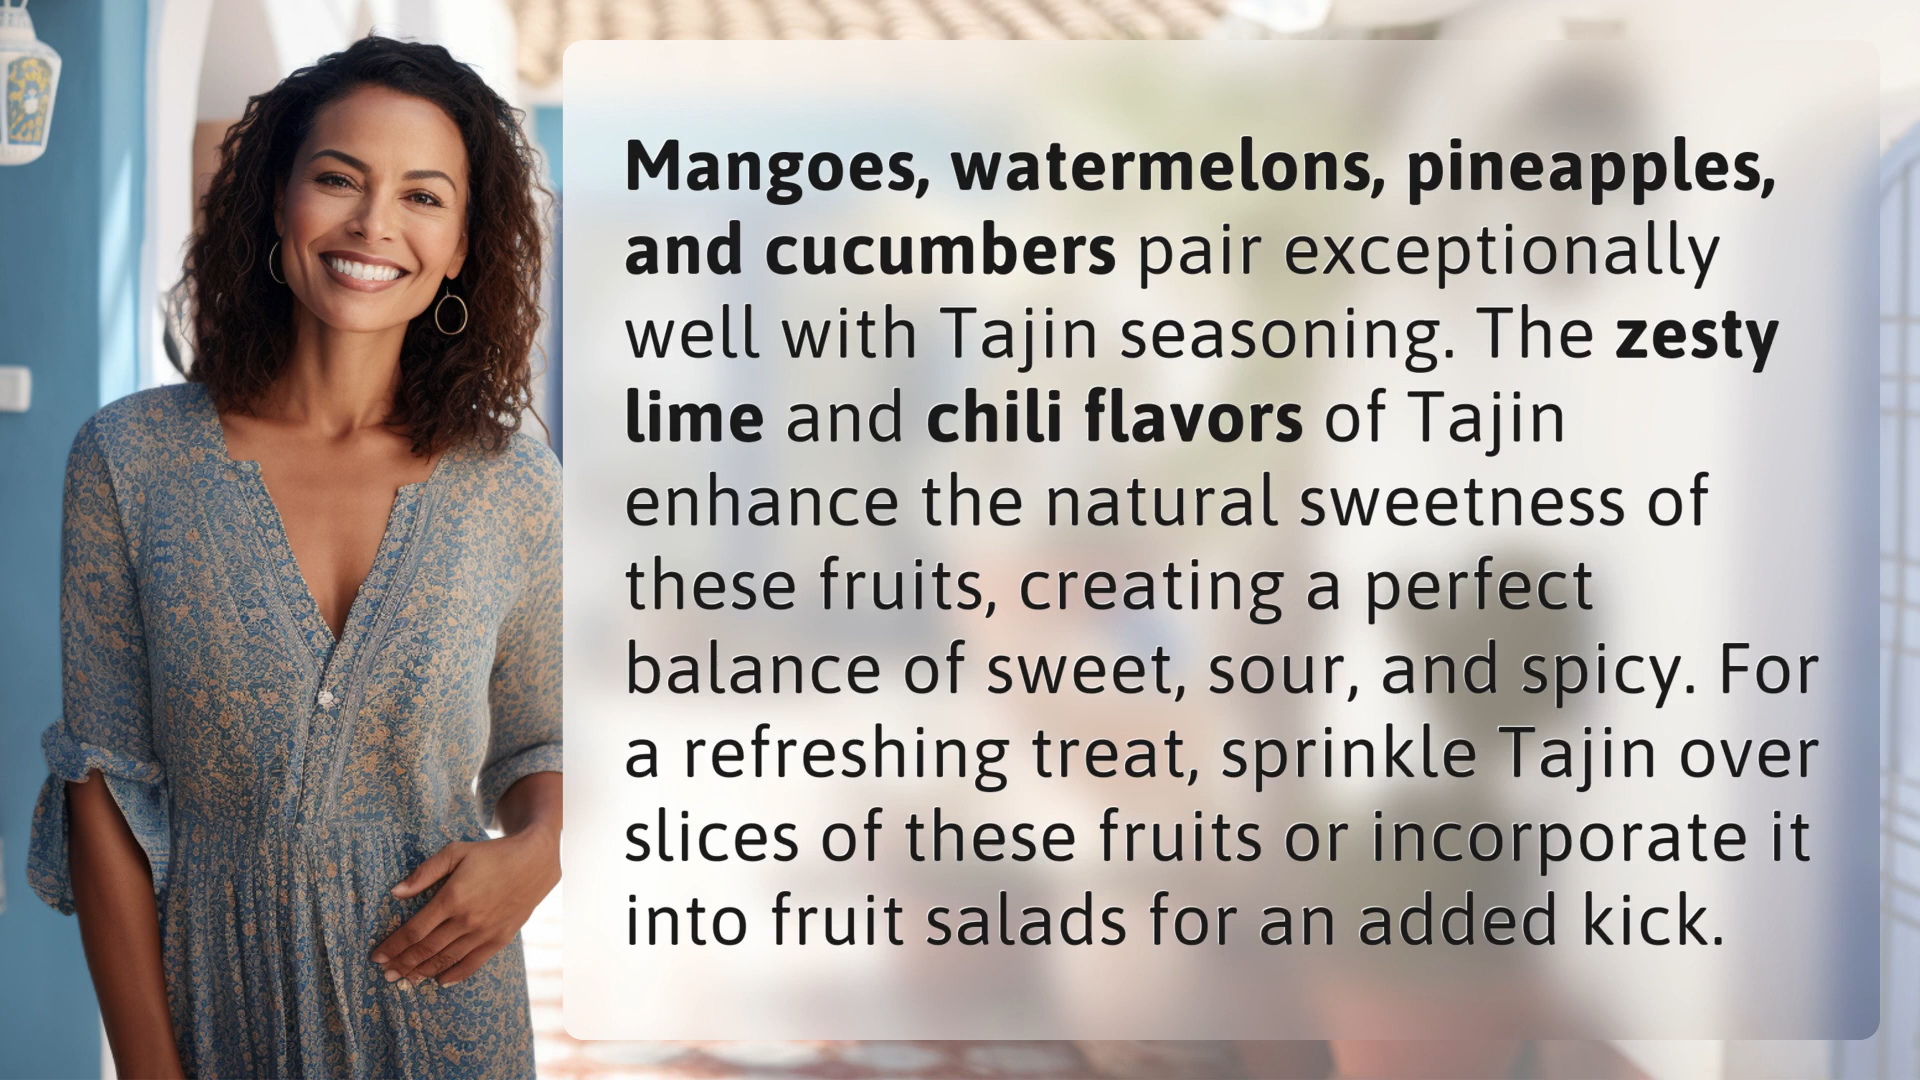 Mangoes, watermelons, pineapples,
and cucumbers pair exceptionally
well with Tajin seasoning. The zesty
lime and chili flavors of Tajin
enhance the natural sweetness of
these fruits, creating a perfect
balance of sweet, sour, and spicy. For
a refreshing treat, sprinkle Tajin over
slices of these fruits or incorporate it
into fruit salads for an added kick.